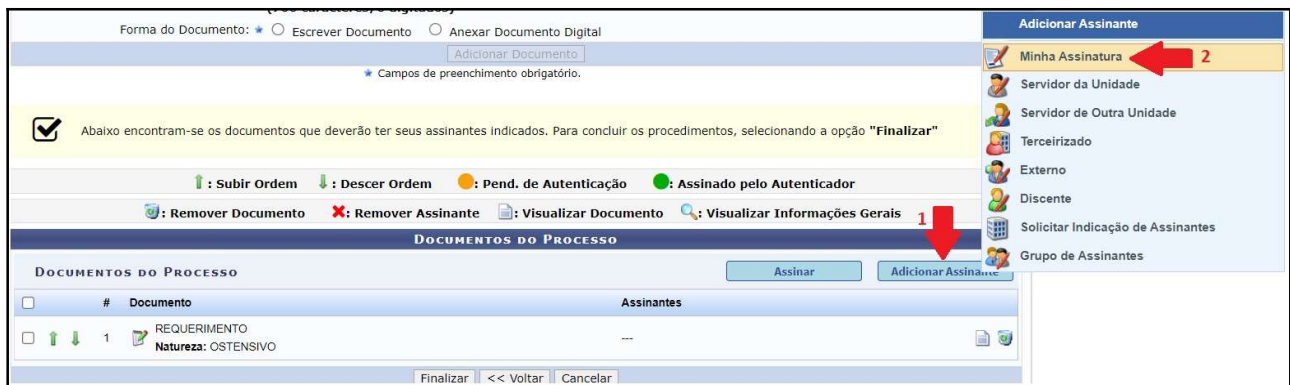 (700 caracteres/0 digitados)
Forma do Documento: Escrever Documento Anexar Documento Digital
Adicionar Documento
Campos de preenchimento obrigatório.
Abaixo encontram-se os documentos que deverão ter seus assinantes indicados. Para concluir os procedimentos, selecionando a opção "Finalizar"
: Subir Ordem : Descer Ordem : Pend. de Autenticação : Assinado pelo Autenticador
: Remover Documento : Remover Assinante : Visualizar Documento : Visualizar Informações Gerais
1
DOCUMENTOS DO PROCESSO
DOCUMENTOS DO PROCESSO Assinar Adicionar Assinante
# Documento Assinantes
1 REQUERIMENTO ---
Natureza: OSTENSIVO
Finalizar << Voltar Cancelar
Adicionar Assinante
Minha Assinatura 2
Servidor da Unidade
Servidor de Outra Unidade
Terceirizado
Externo
Discente
Solicitar Indicação de Assinantes
Grupo de Assinantes